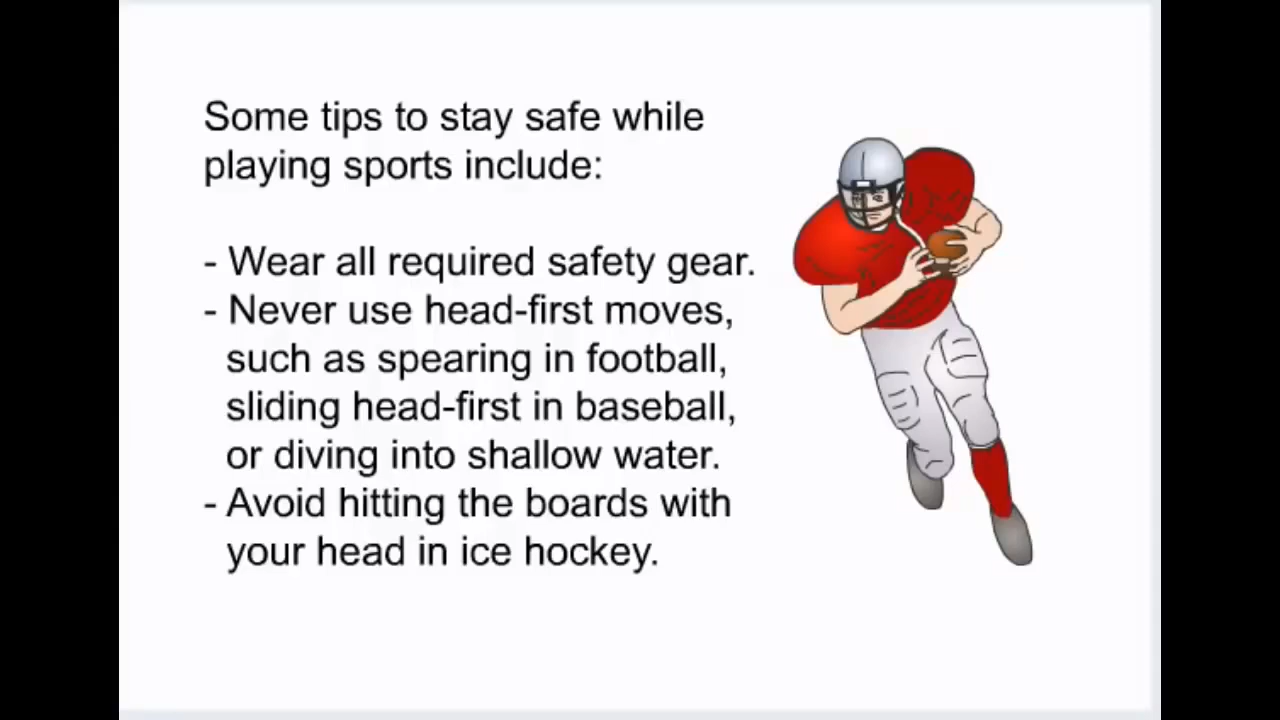 Some tips to stay safe while
playing sports include:
- Wear all required safety gear.
- Never use head-first moves,
such as spearing in football,
sliding head-first in baseball,
or diving into shallow water.
- Avoid hitting the boards with
your head in ice hockey.